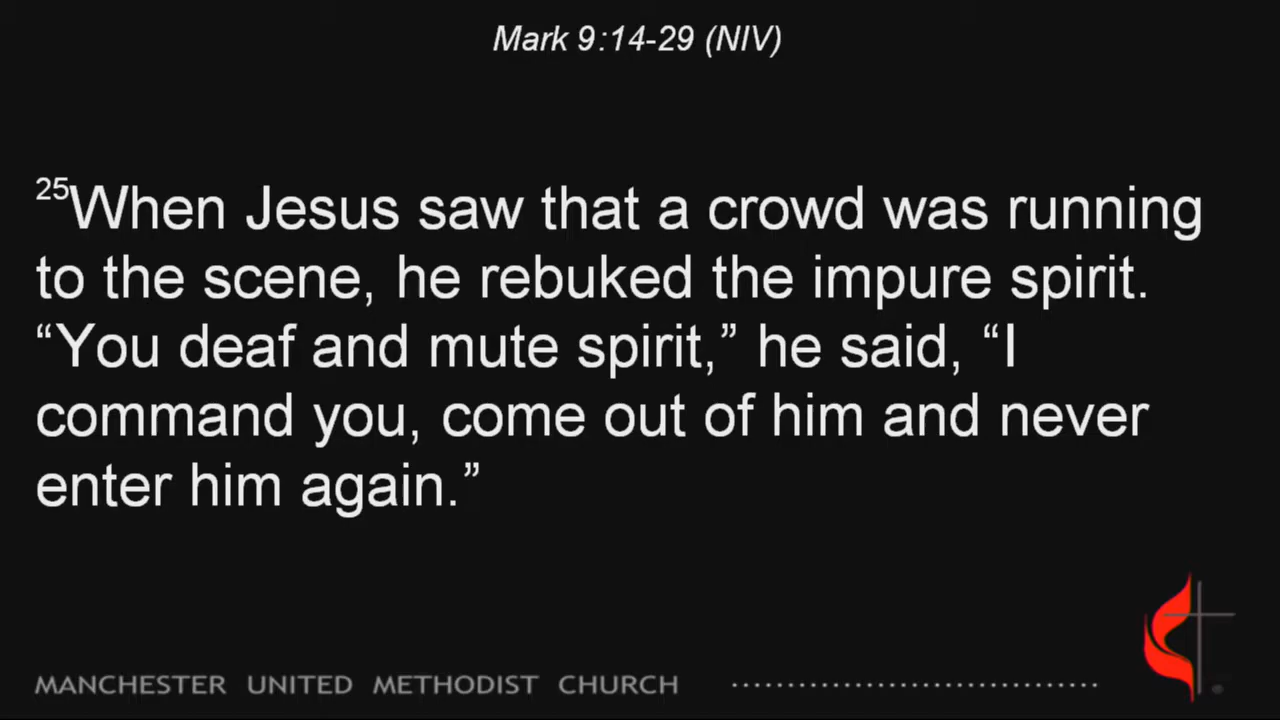 Mark 9:14-29 (NIV)
25When Jesus saw that a crowd was running
to the scene, he rebuked the impure spirit.
“You deaf and mute spirit,” he said, “I
command you, come out of him and never
enter him again.”
MANCHESTER UNITED METHODIST CHURCH